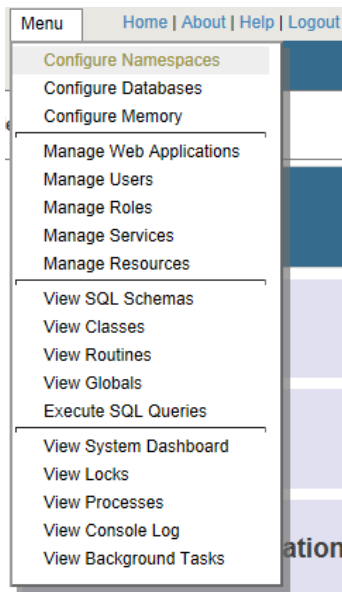 Menu Home | About | Help | Logout
Configure Namespaces
Configure Databases
Configure Memory
Manage Web Applications
Manage Users
Manage Roles
Manage Services
Manage Resources
View SQL Schemas
View Classes
View Routines
View Globals
Execute SQL Queries
View System Dashboard
View Locks
View Processes
View Console Log
View Background Tasks
ation